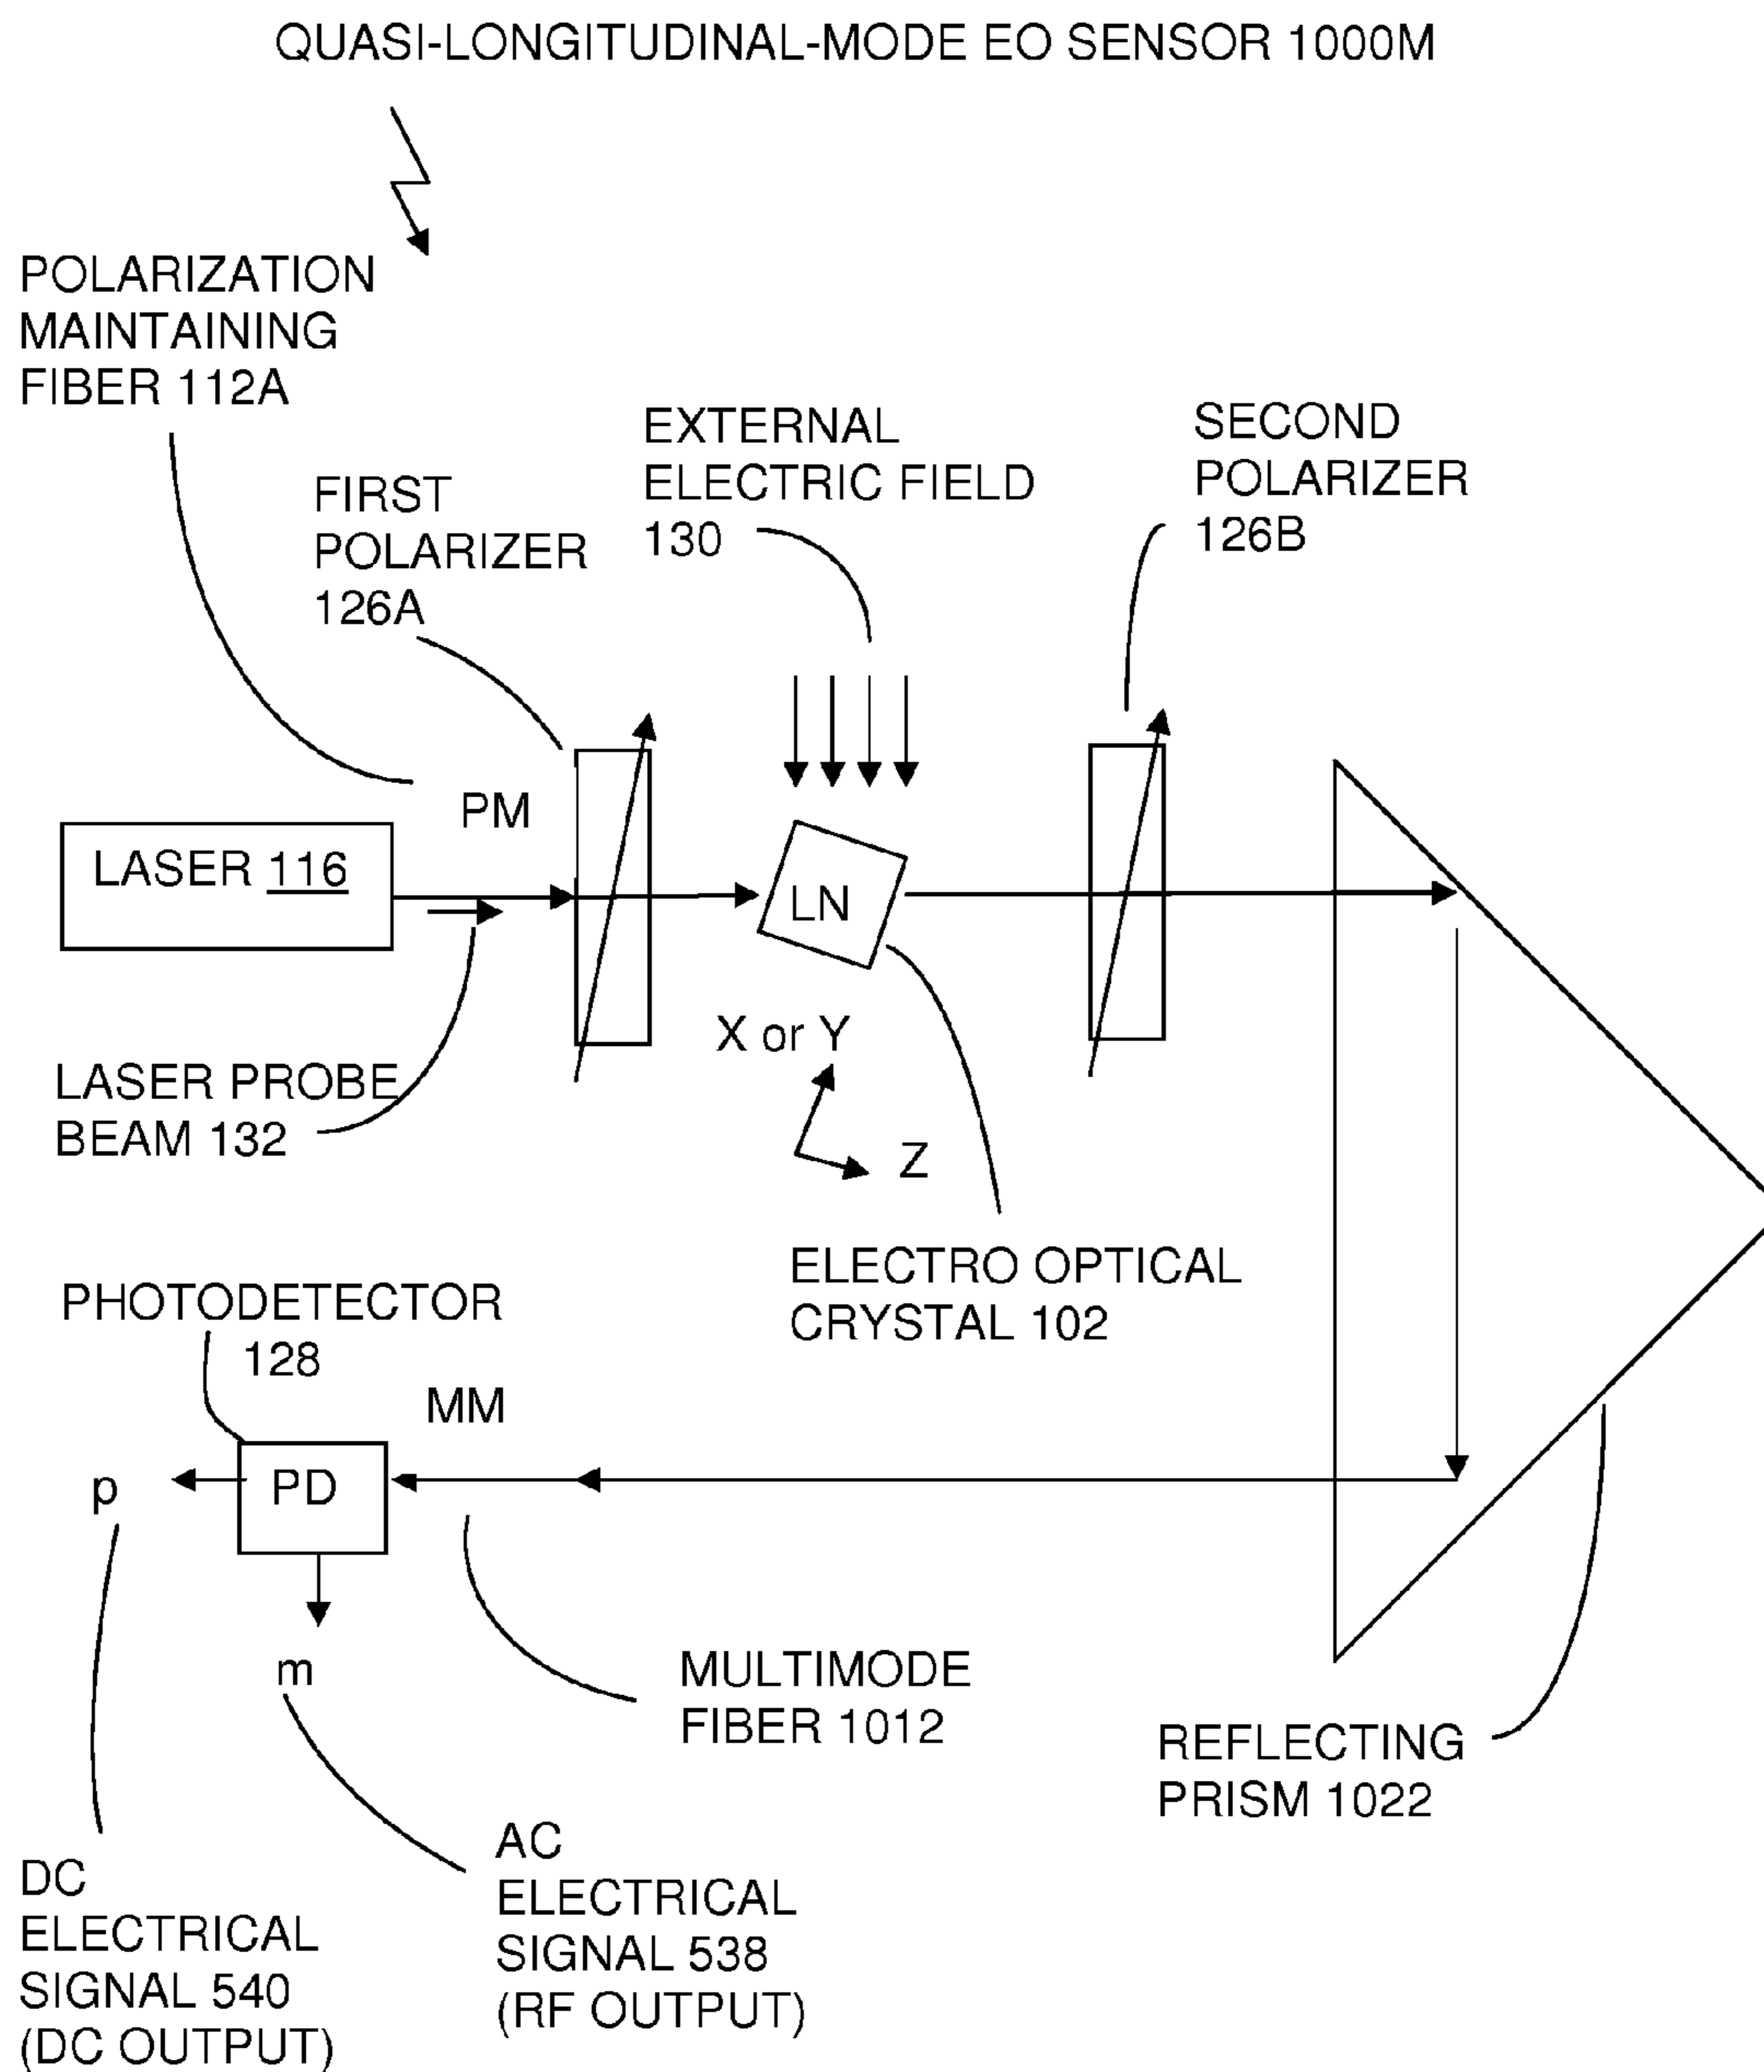 QUASI-LONGITUDINAL-MODE EO SENSOR 1000M
POLARIZATION
MAINTAINING
FIBER 112A
FIRST
POLARIZER
126A
EXTERNAL
ELECTRIC FIELD
130
SECOND
POLARIZER
126B
PM
LASER 116
LN
X or Y
Z
LASER PROBE
BEAM 132
ELECTRO OPTICAL
CRYSTAL 102
PHOTODETECTOR
128
MM
p
PD
m
MULTIMODE
FIBER 1012
REFLECTING
PRISM 1022
DC
ELECTRICAL
SIGNAL 540
(DC OUTPUT)
AC
ELECTRICAL
SIGNAL 538
(RF OUTPUT)